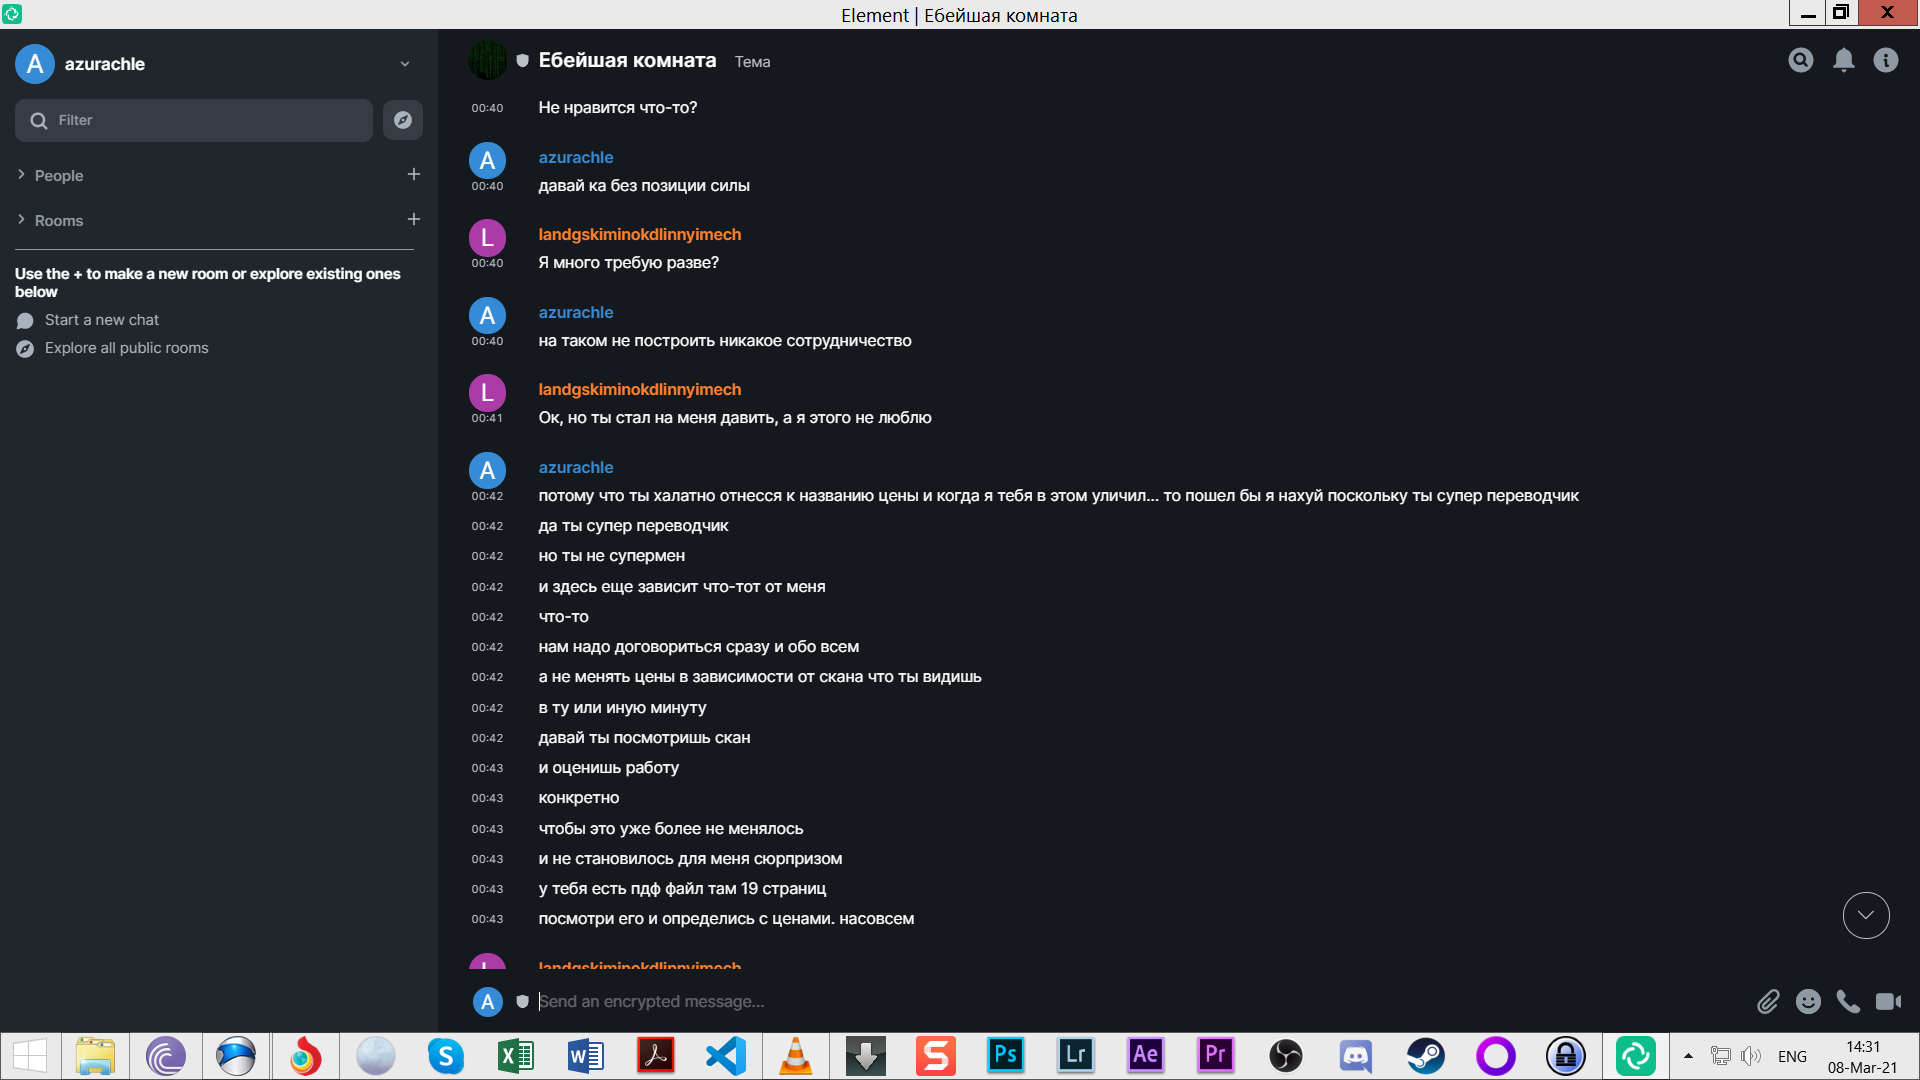 Element | Ебейшая комната
A azurachle
Filter
People
Rooms
Use the + to make a new room or explore existing ones
below
Start a new chat
Explore all public rooms
Ебейшая комната Тема
00:40 Не нравится что-то?
A azurachle
00:40 давай ка без позиции силы
L landgskiminokdlinnyimech
00:40 Я много требую разве?
A azurachle
00:40 на таком не построить никакое сотрудничество
L landgskiminokdlinnyimech
00:41 Ок, но ты стал на меня давить, а я этого не люблю
A azurachle
00:42 потому что ты халатно отнесся к названию цены и когда я тебя в этом уличил... то пошел бы я нахуй поскольку ты супер переводчик
00:42 да ты супер переводчик
00:42 но ты не супермен
00:42 и здесь еще зависит что-тот от меня
00:42 что-то
00:42 нам надо договориться сразу и обо всем
00:42 а не менять цены в зависимости от скана что ты видишь
00:42 в ту или иную минуту
00:42 давай ты посмотришь скан
00:43 и оценишь работу
00:43 конкретно
00:43 чтобы это уже более не менялось
00:43 и не становилось для меня сюрпризом
00:43 у тебя есть пдф файл там 19 страниц
00:43 посмотри его и определись с ценами. насовсем
L landgskiminokdlinnyimech
A Send an encrypted message...
S X W S Ps Lr Ae Pr ENG
14:31
08-Mar-21